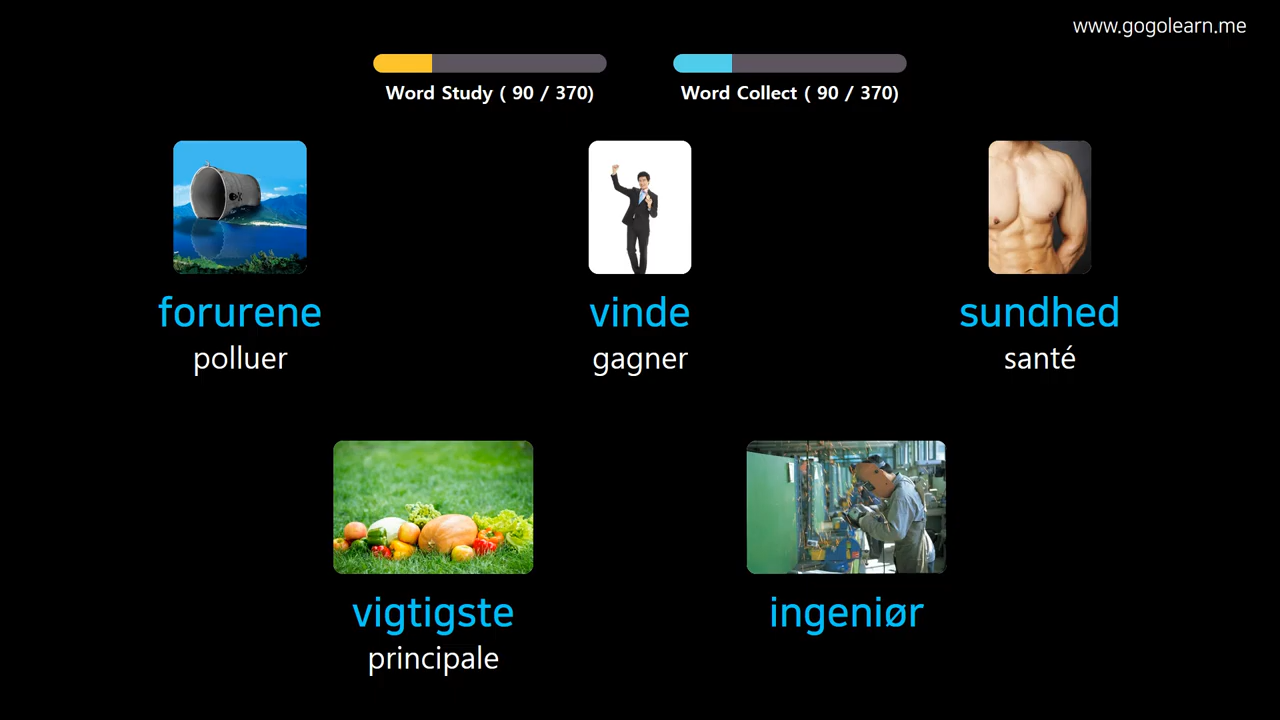 www.gogolearn.me
Word Study ( 90 / 370)
Word Collect ( 90 / 370)
forurene
polluer
vinde
gagner
sundhed
santé
vigtigste
principale
ingeniør